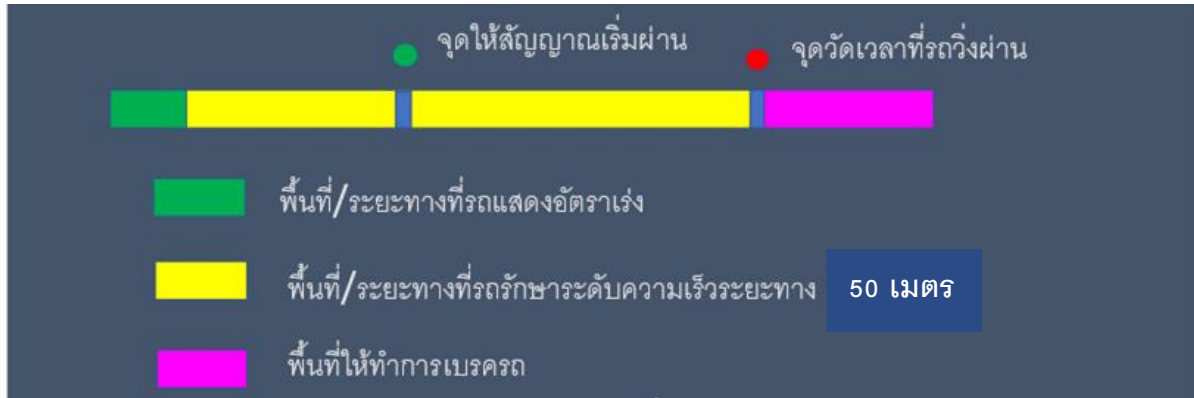 จุดให้สัญญาณเริ่มผ่าน
จุดวัดเวลาที่รถวิ่งผ่าน
พื้นที่/ระยะทางที่รถแสดงอัตราเร่ง
พื้นที่/ระยะทางที่รถรักษาระดับความเร็วระยะทาง 50 เมตร
พื้นที่ให้ทำการเบรครถ